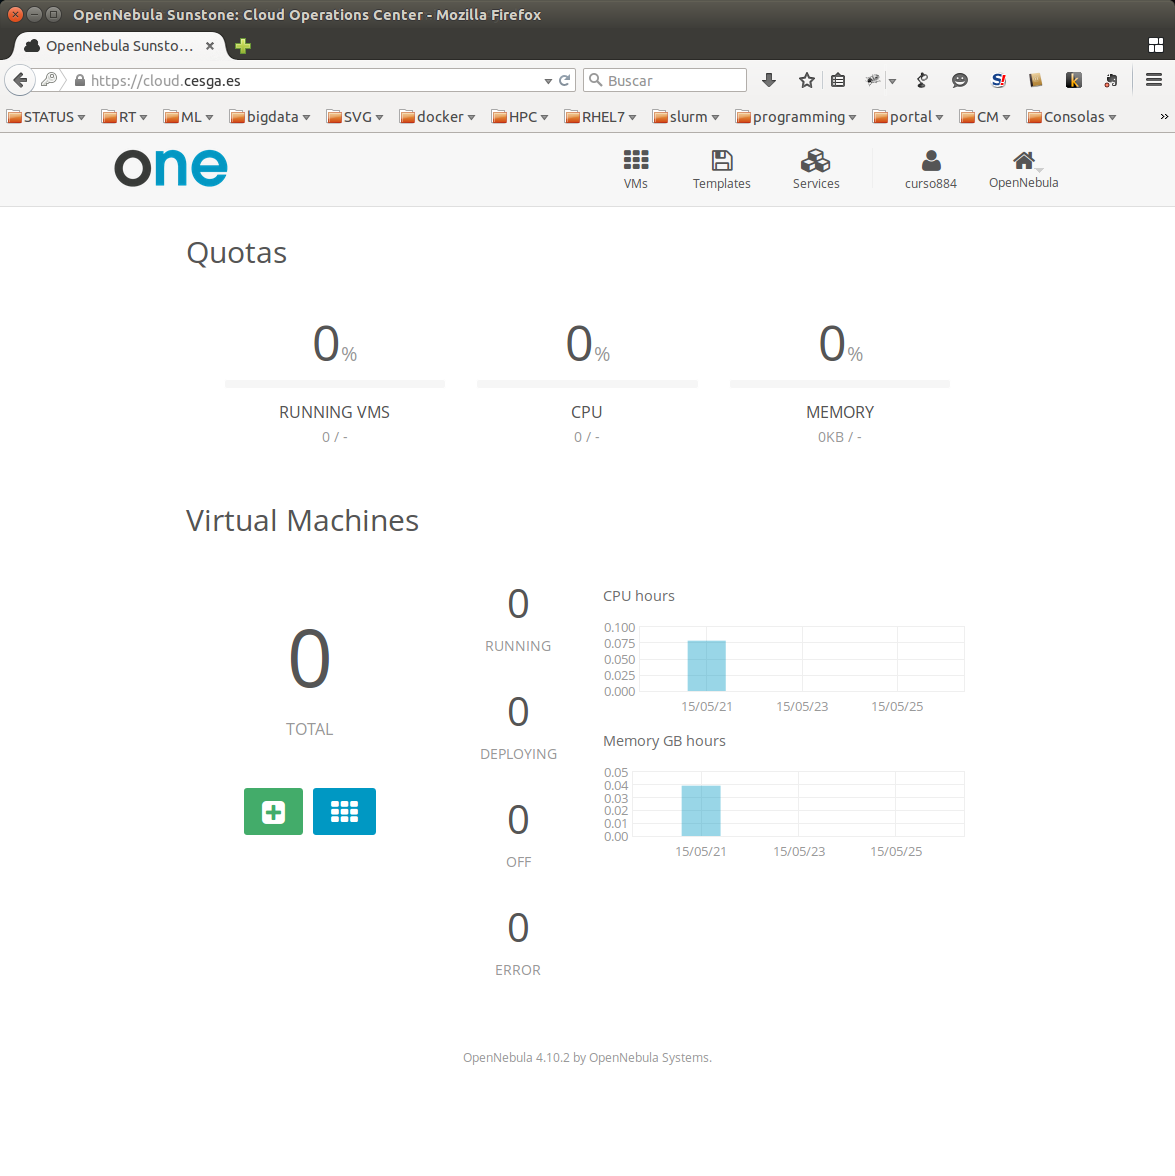 OpenNebula Sunstone: Cloud Operations Center - Mozilla Firefox
OpenNebula Sunsto...
https://cloud.cesga.es
Buscar
STATUS RT ML bigdata SVG docker HPC RHEL7 slurm programming portal CM Consolas »
one
VMs Templates Services curso884 OpenNebula
Quotas
0% 0% 0%
RUNNING VMS CPU MEMORY
0 / - 0 / - 0KB / -
Virtual Machines
0
TOTAL
0
RUNNING
0
DEPLOYING
0
OFF
0
ERROR
CPU hours
0.100
0.075
0.050
0.025
0.000
15/05/21 15/05/23 15/05/25
Memory GB hours
0.05
0.04
0.03
0.02
0.01
0.00
15/05/21 15/05/23 15/05/25
OpenNebula 4.10.2 by OpenNebula Systems.